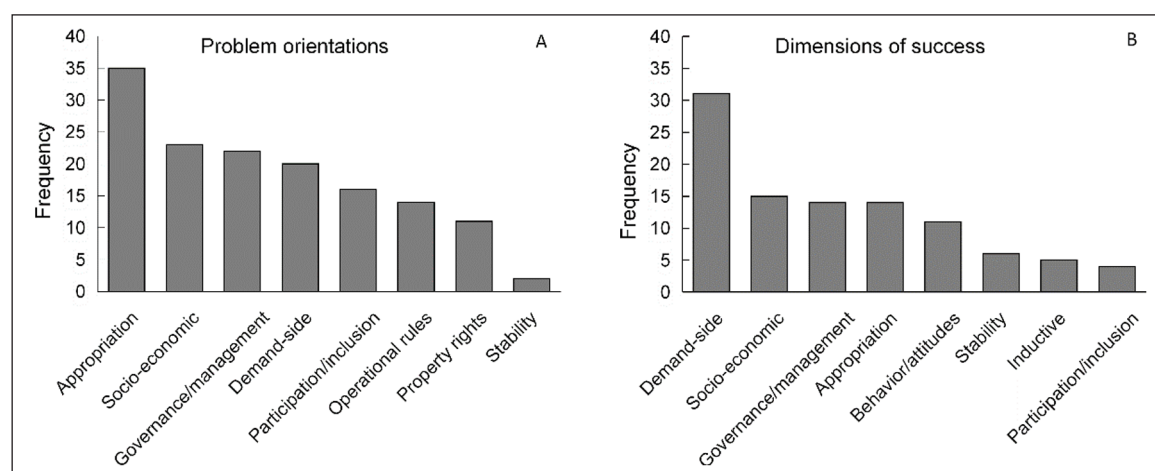 Problem orientations
A
Frequency
40
35
30
25
20
15
10
5
0
Appropriation
Socio-economic
Governance/management
Demand-side
Participation/inclusion
Operational rules
Property rights
Stability
Dimensions of success
B
Frequency
40
35
30
25
20
15
10
5
0
Demand-side
Socio-economic
Governance/management
Appropriation
Behavior/attitudes
Stability
Inductive
Participation/inclusion